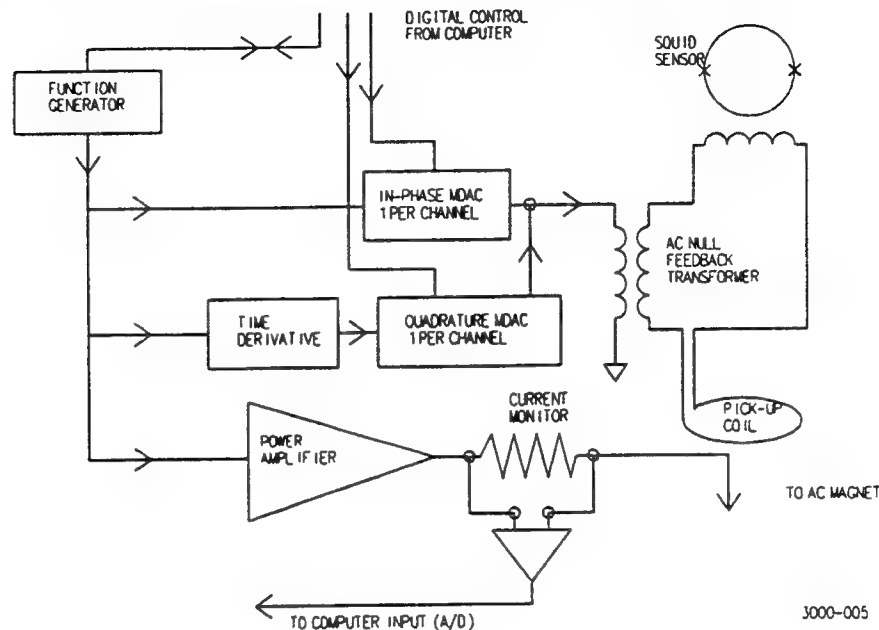 DIGITAL CONTROL
FROM COMPUTER
SQUID
SENSOR
FUNCTION
GENERATOR
IN-PHASE MDAC
1 PER CHANNEL
AC NULL
FEEDBACK
TRANSFORMER
TIME
DERIVATIVE
QUADRATURE MDAC
1 PER CHANNEL
CURRENT
MONITOR
PICK-UP
COIL
POWER
AMPLIFIER
TO AC MAGNET
TO COMPUTER INPUT (A/D)
3000-005